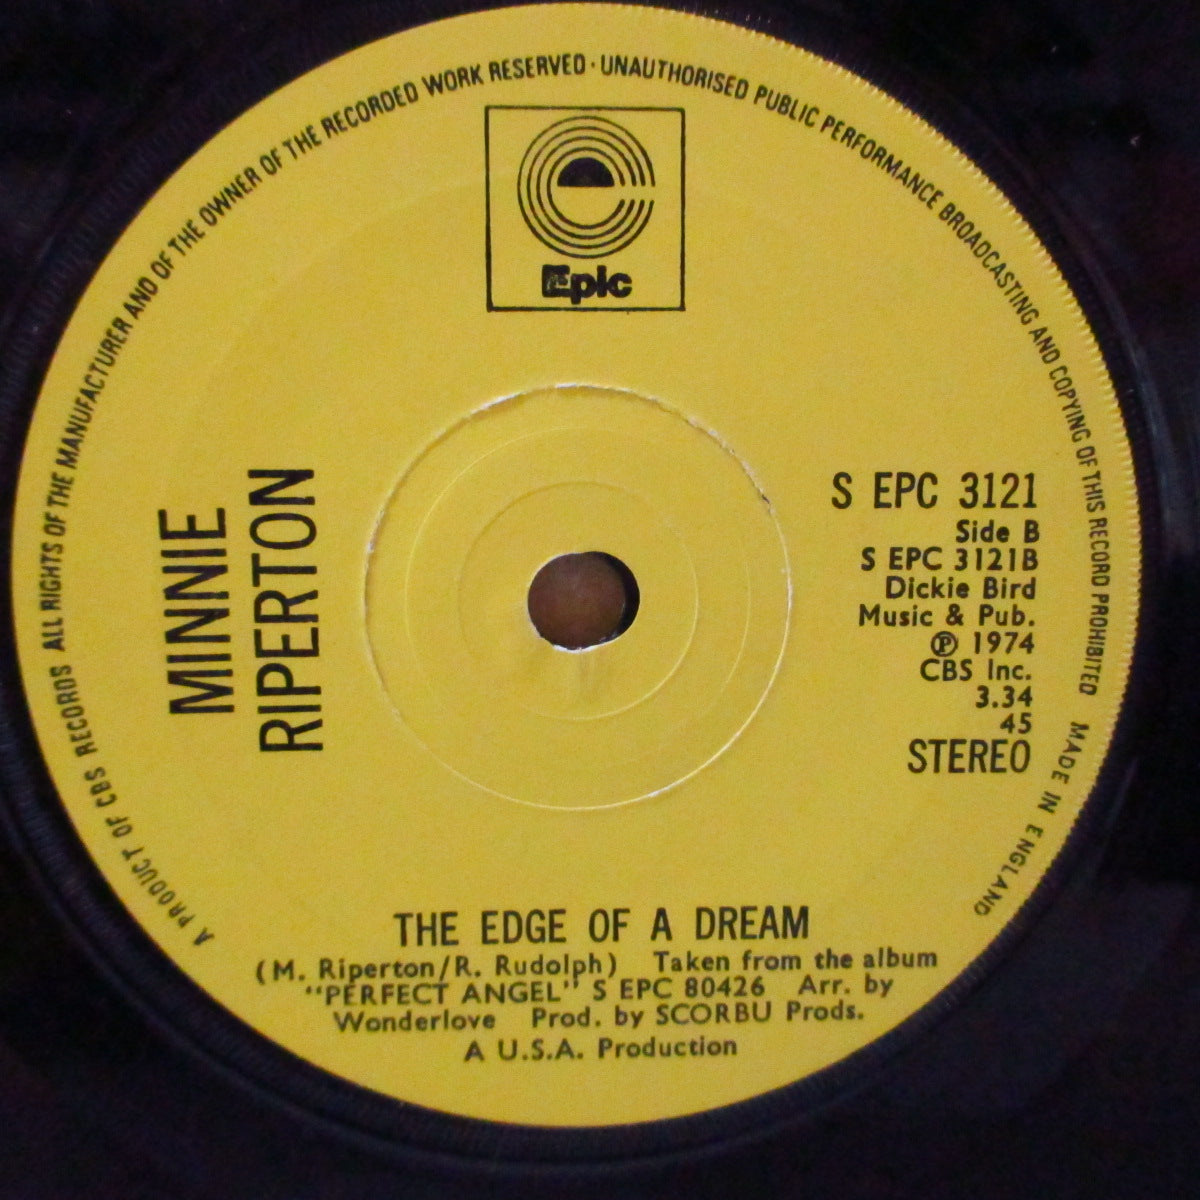 A PRODUCT OF CBS RECORDS ALL RIGHTS OF THE MANUFACTURER AND OF THE OWNER OF THE RECORDED WORK RESERVED · UNAUTHORISED PUBLIC PERFORMANCE BROADCASTING AND COPYING OF THIS RECORD PROHIBITED MADE IN ENGLAND
Epic
MINNIE
RIPERTON
S EPC 3121
Side B
S EPC 3121B
Dickie Bird
Music & Pub.
℗ 1974
CBS Inc.
3.34
45
STEREO
THE EDGE OF A DREAM
(M. Riperton/R. Rudolph) Taken from the album
"PERFECT ANGEL" S EPC 80426 Arr. by
Wonderlove Prod. by SCORBU Prods.
A U.S.A. Production